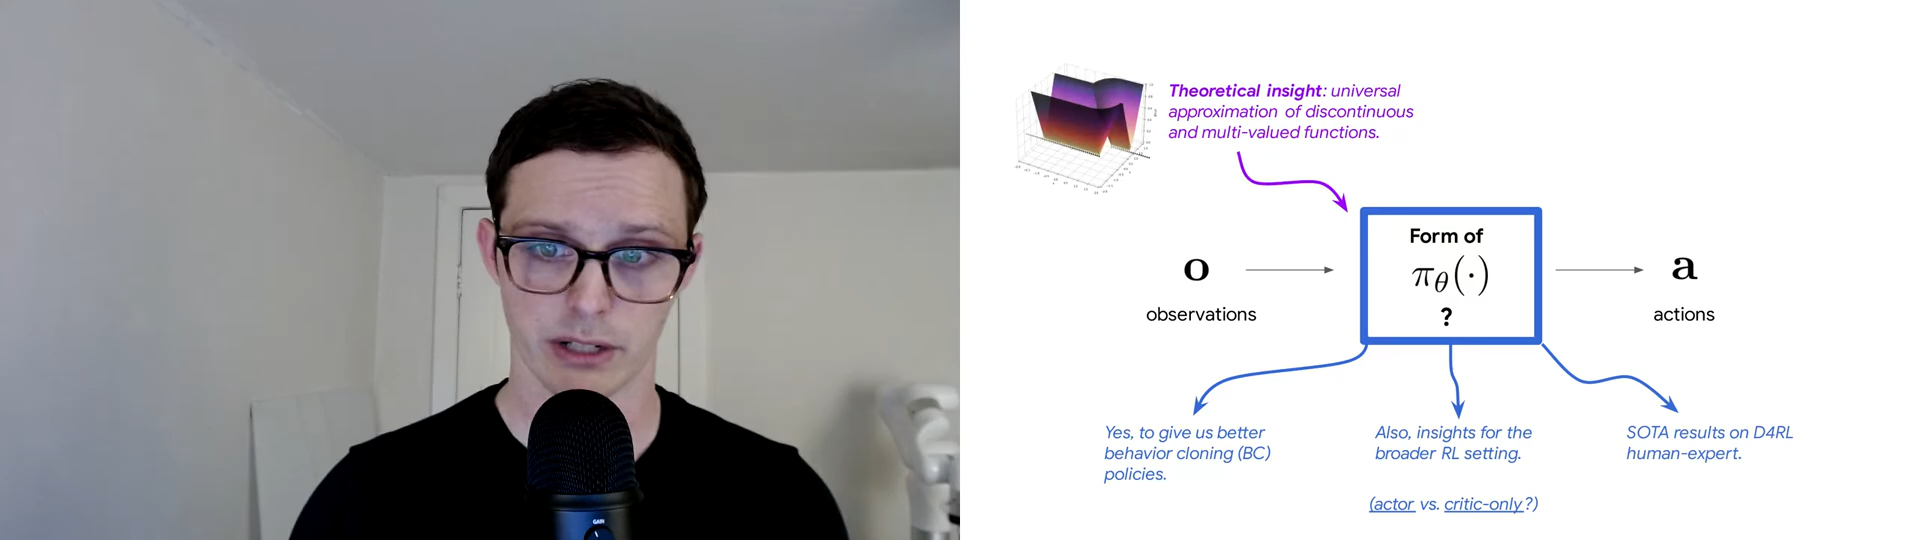 Theoretical insight: universal
approximation of discontinuous
and multi-valued functions.
Form of
πθ(·)
?
o
observations
a
actions
Yes, to give us better
behavior cloning (BC)
policies.
Also, insights for the
broader RL setting.
(actor vs. critic-only?)
SOTA results on D4RL
human-expert.
GAIN